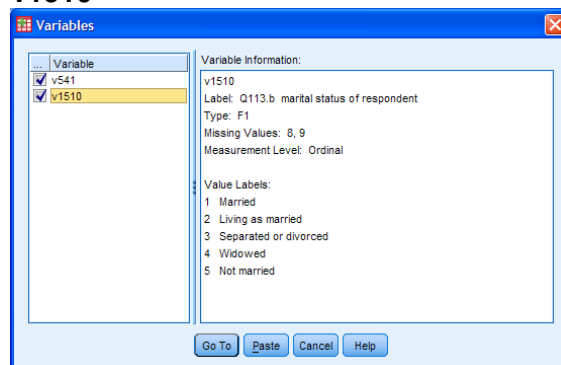 v1510
Variables
... Variable
v541
v1510
Variable Information:
v1510
Label: Q113.b marital status of respondent
Type: F1
Missing Values: 8, 9
Measurement Level: Ordinal
Value Labels:
1 Married
2 Living as married
3 Separated or divorced
4 Widowed
5 Not married
Go To Paste Cancel Help